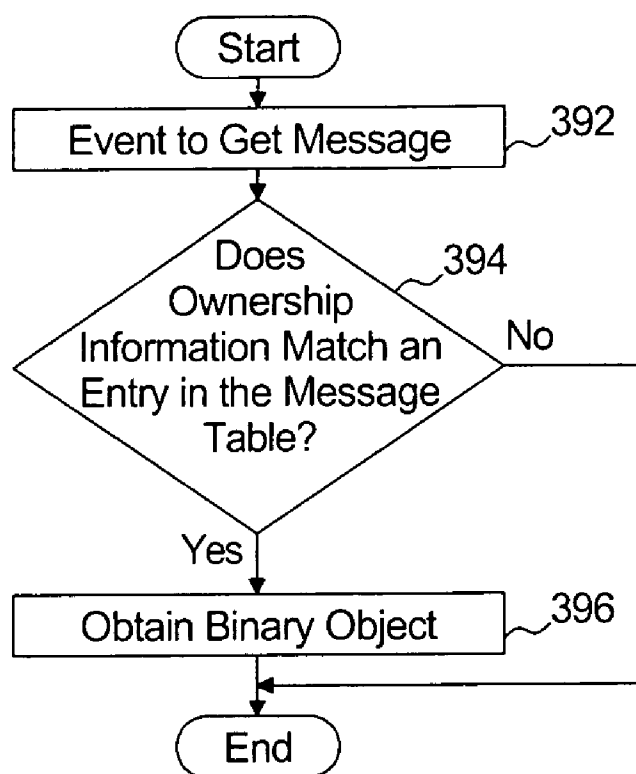 Start
Event to Get Message
392
Does
Ownership
Information Match an
Entry in the Message
Table?
394
No
Yes
Obtain Binary Object
396
End